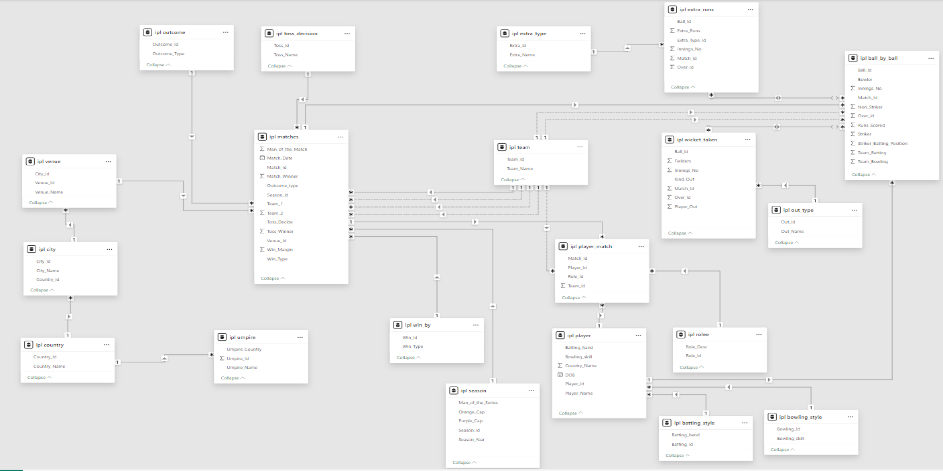 ipl outcome
Outcome_Id
Outcome_Type
Collapse
ipl toss_decision
Toss_Id
Toss_Name
Collapse
ipl extra_type
Extra_Id
Extra_Name
Collapse
ipl extra_runs
Ball_Id
Extra_Runs
Extra_Type_Id
Innings_No
Match_Id
Over_Id
Collapse
ipl ball_by_ball
Ball_Id
Bowler
Innings_No
Match_Id
Non_Striker
Over_Id
Runs_Scored
Striker
Striker_Batting_Position
Team_Batting
Team_Bowling
Collapse
ipl matches
Man_of_the_Match
Match_Date
Match_Id
Match_Winner
Outcome_type
Season_Id
Team_1
Team_2
Toss_Decide
Toss_Winner
Venue_Id
Win_Margin
Win_Type
Collapse
ipl team
Team_Id
Team_Name
Collapse
ipl wicket_taken
Ball_Id
Fielders
Innings_No
Kind_Out
Match_Id
Over_Id
Player_Out
Collapse
ipl venue
City_Id
Venue_Id
Venue_Name
Collapse
ipl out_type
Out_Id
Out_Name
Collapse
ipl city
City_Id
City_Name
Country_id
Collapse
ipl player_match
Match_Id
Player_Id
Role_Id
Team_Id
Collapse
ipl win_by
Win_Id
Win_Type
Collapse
ipl umpire
Umpire_Country
Umpire_Id
Umpire_Name
Collapse
ipl player
Batting_hand
Bowling_skill
Country_Name
DOB
Player_Id
Player_Name
Collapse
ipl rolee
Role_Desc
Role_Id
Collapse
ipl country
Country_Id
Country_Name
Collapse
ipl season
Man_of_the_Series
Orange_Cap
Purple_Cap
Season_Id
Season_Year
Collapse
ipl batting_style
Batting_hand
Batting_Id
Collapse
ipl bowling_style
Bowling_Id
Bowling_skill
Collapse